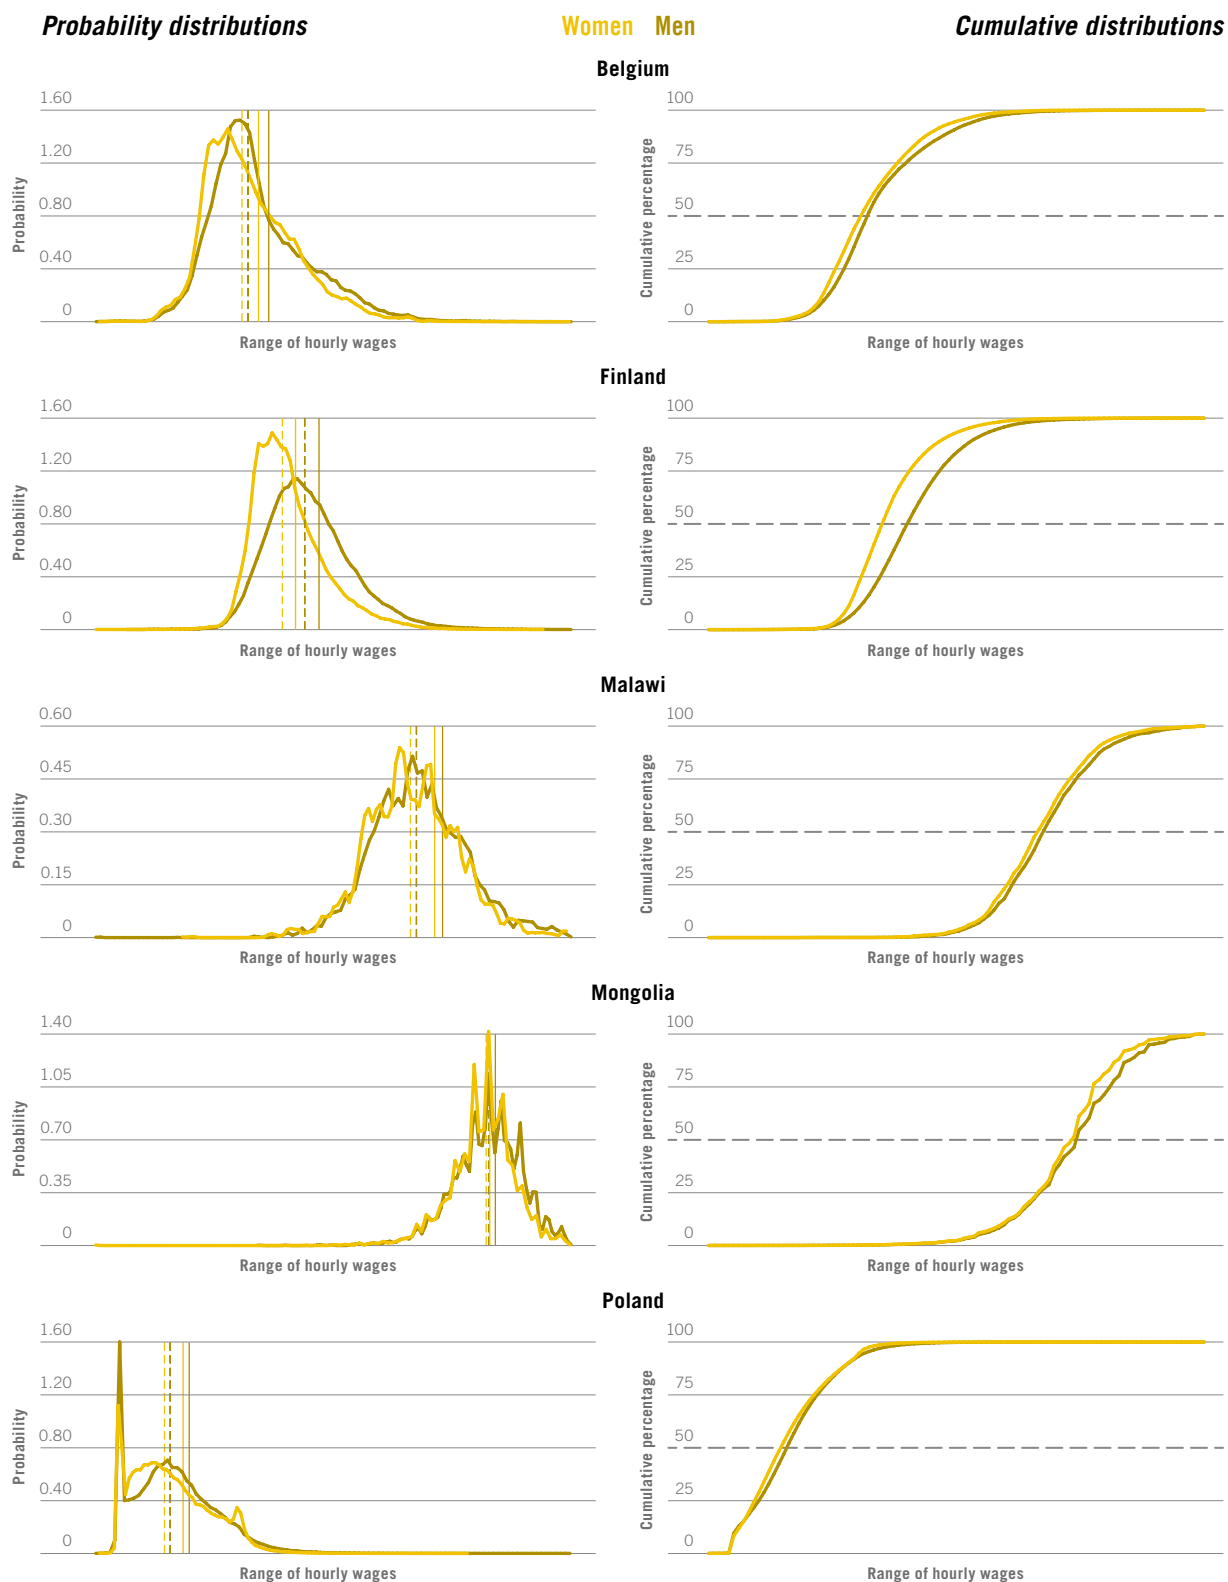 Probability distributions
Women Men
Cumulative distributions
Belgium
1.60
1.20
0.80
0.40
0
Probability
Range of hourly wages
100
75
50
25
0
Cumulative percentage
Range of hourly wages
Finland
1.60
1.20
0.80
0.40
0
Probability
Range of hourly wages
100
75
50
25
0
Cumulative percentage
Range of hourly wages
Malawi
0.60
0.45
0.30
0.15
0
Probability
Range of hourly wages
100
75
50
25
0
Cumulative percentage
Range of hourly wages
Mongolia
1.40
1.05
0.70
0.35
0
Probability
Range of hourly wages
100
75
50
25
0
Cumulative percentage
Range of hourly wages
Poland
1.60
1.20
0.80
0.40
0
Probability
Range of hourly wages
100
75
50
25
0
Cumulative percentage
Range of hourly wages